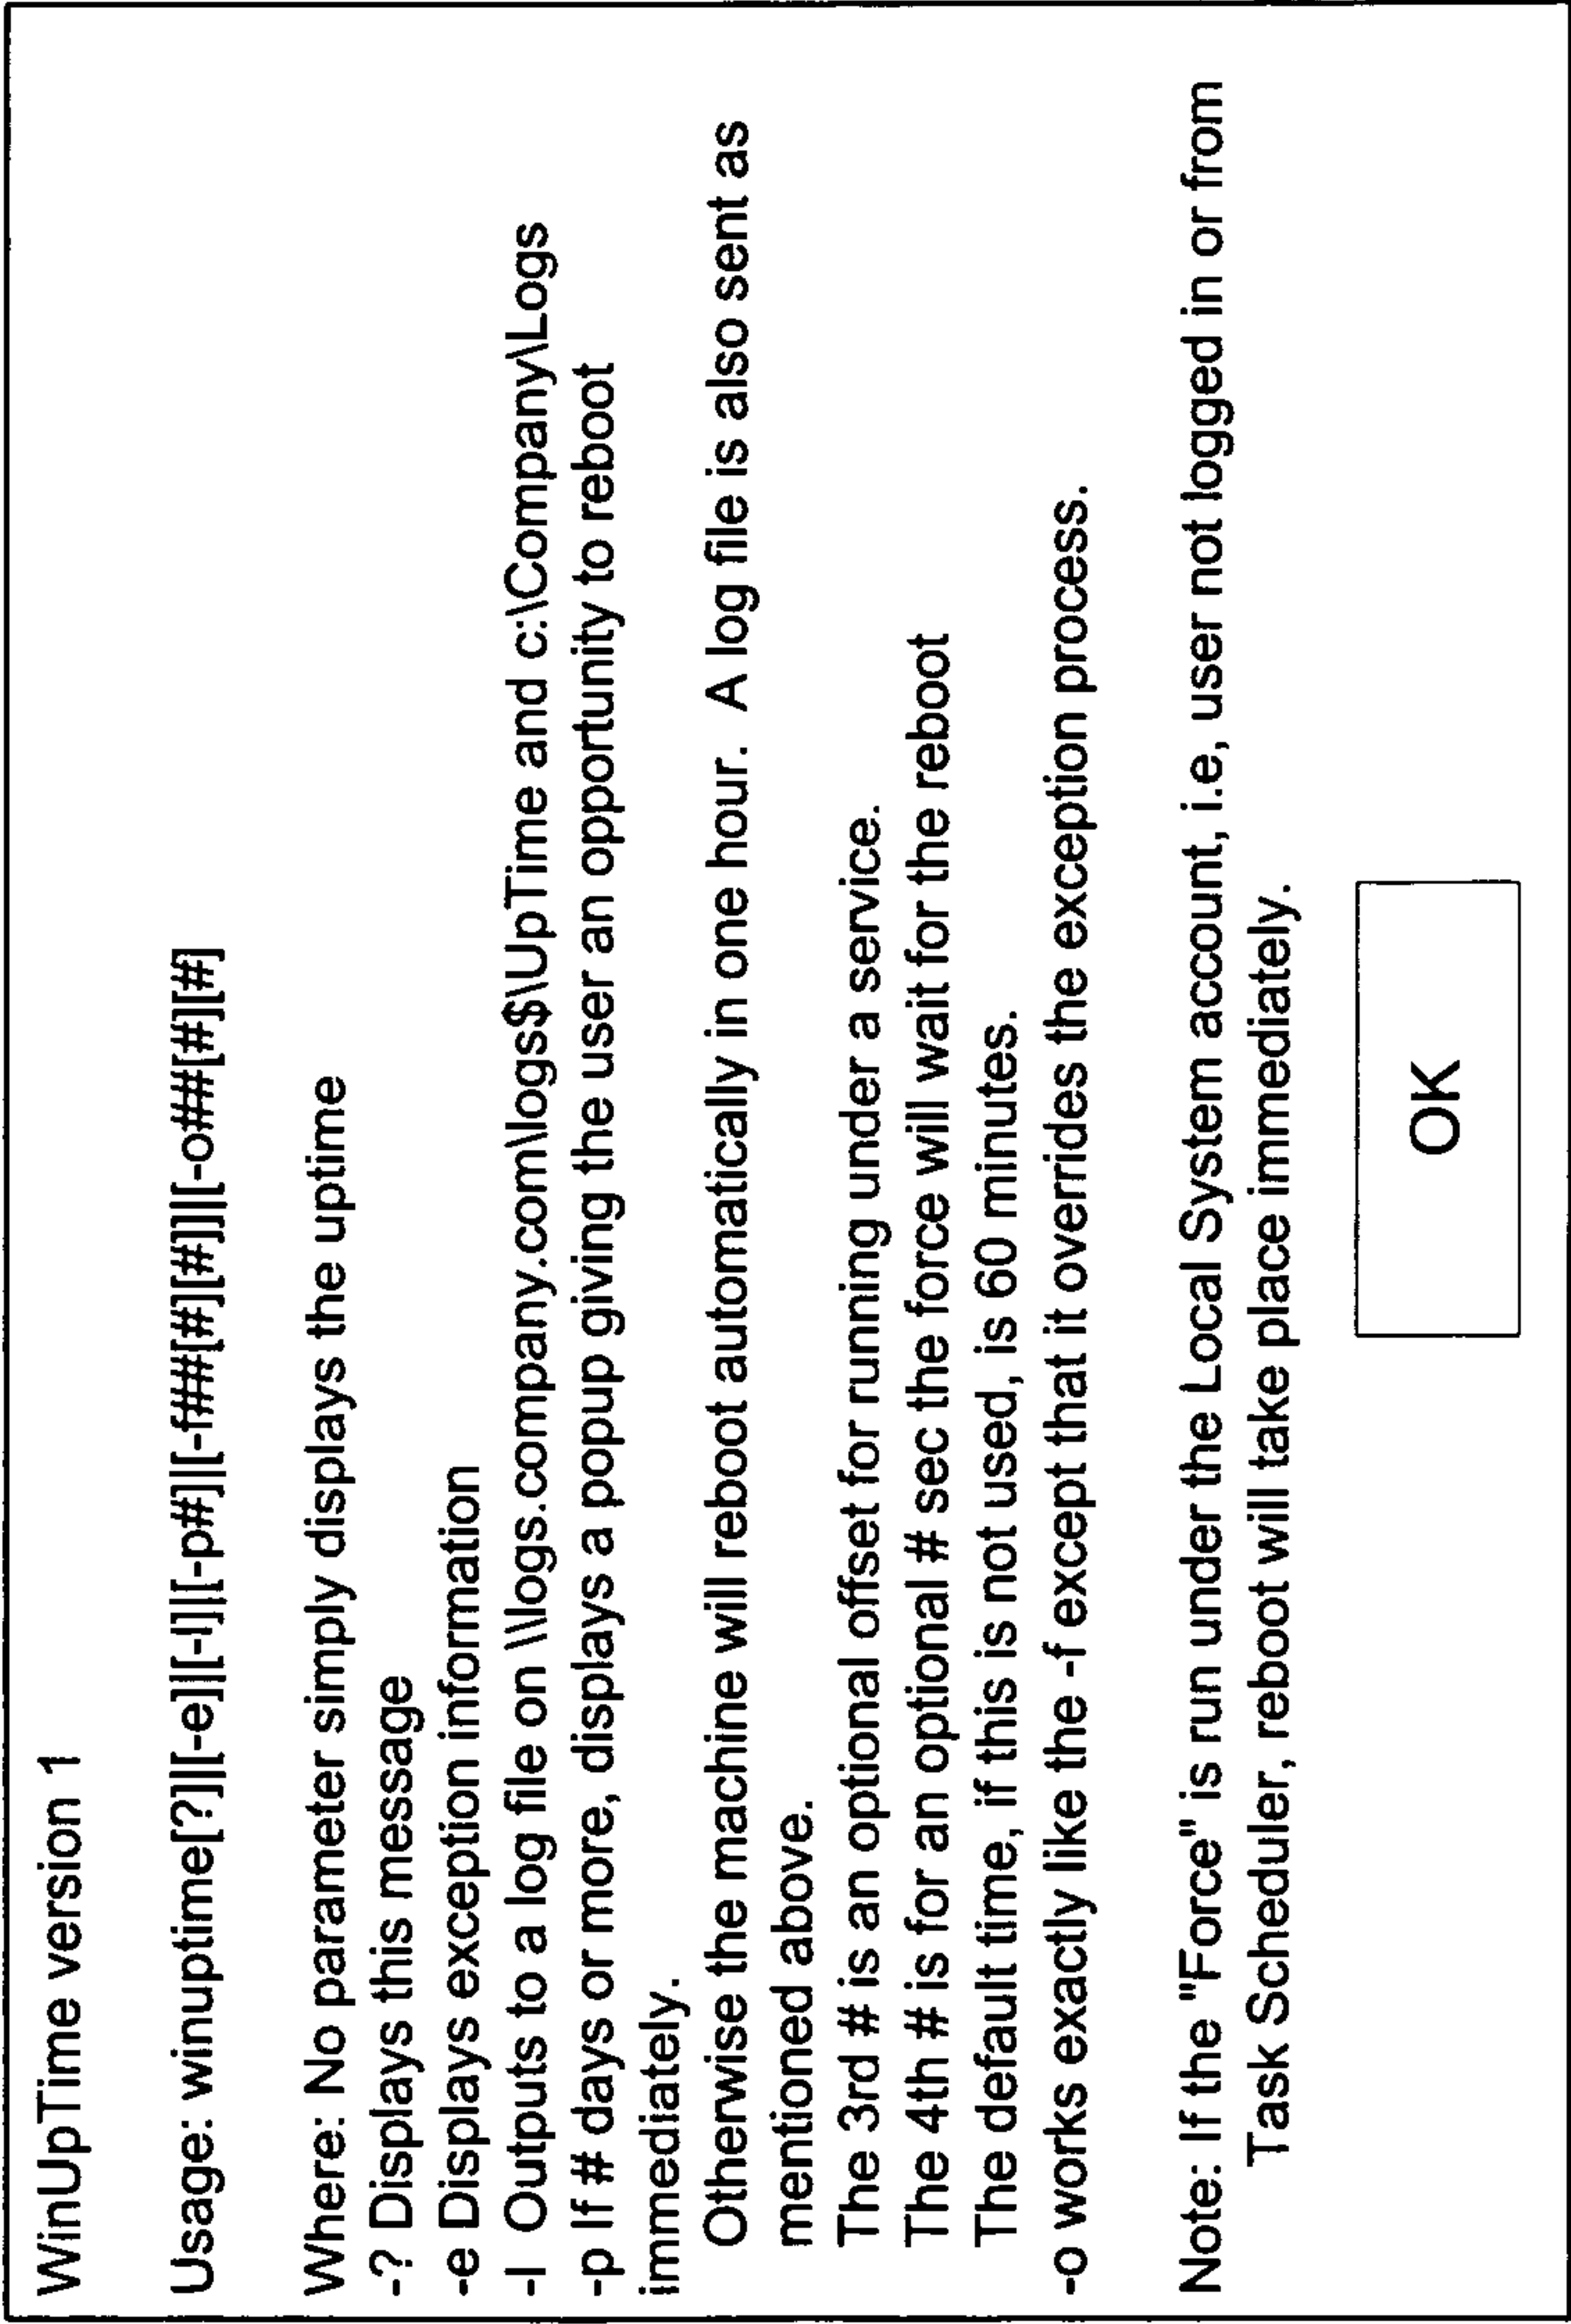 WinUpTime version 1
Usage: winuptime[?]|[-e]|[-l]|[-p#]|[-f##[#][#]]|[-o##[#][#]
Where: No parameter simply displays the uptime
-? Displays this message
-e Displays exception information
-l Outputs to a log file on \\logs.company.com\logs$\UpTime and c:\Company\Logs
-p If # days or more, displays a popup giving the user an opportunity to reboot
immediately.
Otherwise the machine will reboot automatically in one hour. A log file is also sent as
mentioned above.
The 3rd # is an optional offset for running under a service.
The 4th # is for an optional # sec the force will wait for the reboot
The default time, if this is not used, is 60 minutes.
-o works exactly like the -f except that it overrides the exception process.
Note: If the "Force" is run under the Local System account, i.e, user not logged in or from
Task Scheduler, reboot will take place immediately.
OK